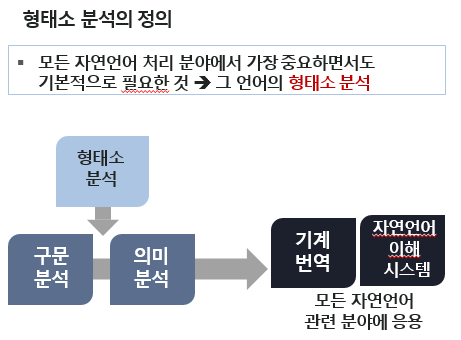 형태소 분석의 정의
▪ 모든 자연언어 처리 분야에서 가장 중요하면서도
기본적으로 필요한 것 ➔ 그 언어의 형태소 분석
형태소
분석
구문
분석
의미
분석
기계
번역
자연언어
이해
시스템
모든 자연언어
관련 분야에 응용